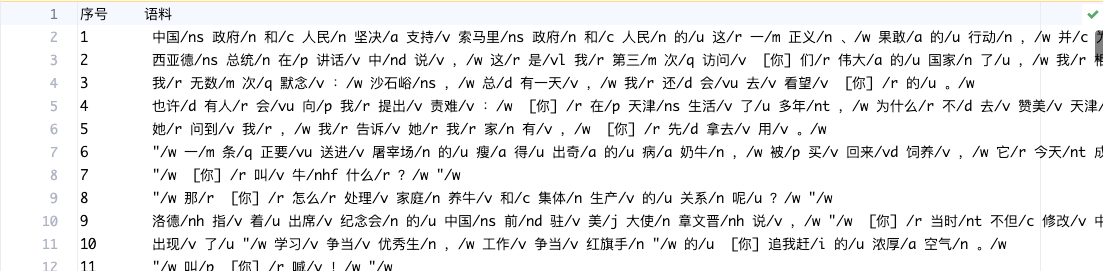 1 序号 语料
2 1 中国/ns 政府/n 和/c 人民/n 坚决/a 支持/v 索马里/ns 政府/n 和/c 人民/n 的/u 这/r 一/m 正义/n 、/w 果敢/a 的/u 行动/n ，/w 并/c
3 2 西亚德/ns 总统/n 在/p 讲话/v 中/nd 说/v ，/w 这/r 是/vl 我/r 第三/m 次/q 访问/v [你] 们/r 伟大/a 的/u 国家/n 了/u ，/w 我/r
4 3 我/r 无数/m 次/q 默念/v ：/w 沙石峪/ns ，/w 总/d 有一天/v ，/w 我/r 还/d 会/vu 去/v 看望/v [你] /r 的/u 。/w
5 4 也许/d 有人/r 会/vu 向/p 我/r 提出/v 责难/v ：/w [你] /r 在/p 天津/ns 生活/v 了/u 多年/nt ，/w 为什么/r 不/d 去/v 赞美/v 天津/
6 5 她/r 问到/v 我/r ，/w 我/r 告诉/v 她/r 我/r 家/n 有/v ，/w [你] /r 先/d 拿去/v 用/v 。/w
7 6 "/w 一/m 条/q 正要/vu 送进/v 屠宰场/n 的/u 瘦/a 得/u 出奇/a 的/u 病/a 奶牛/n ，/w 被/p 买/v 回来/vd 饲养/v ，/w 它/r 今天/nt 成
8 7 "/w [你] /r 叫/v 牛/nhf 什么/r ？/w "/w
9 8 "/w 那/r [你] /r 怎么/r 处理/v 家庭/n 养牛/v 和/c 集体/n 生产/v 的/u 关系/n 呢/u ？/w "/w
10 9 洛德/nh 指/v 着/u 出席/v 纪念会/n 的/u 中国/ns 前/nd 驻/v 美/j 大使/n 章文晋/nh 说/v ，/w "/w [你] /r 当时/nt 不但/c 修改/v 中
11 10 出现/v 了/u "/w 学习/v 争当/v 优秀生/n ，/w 工作/v 争当/v 红旗手/n "/w 的/u [你] 追我赶/i 的/u 浓厚/a 空气/n 。/w
12 11 "/w 叫/p [你] /r 喊/v ！/w "/w